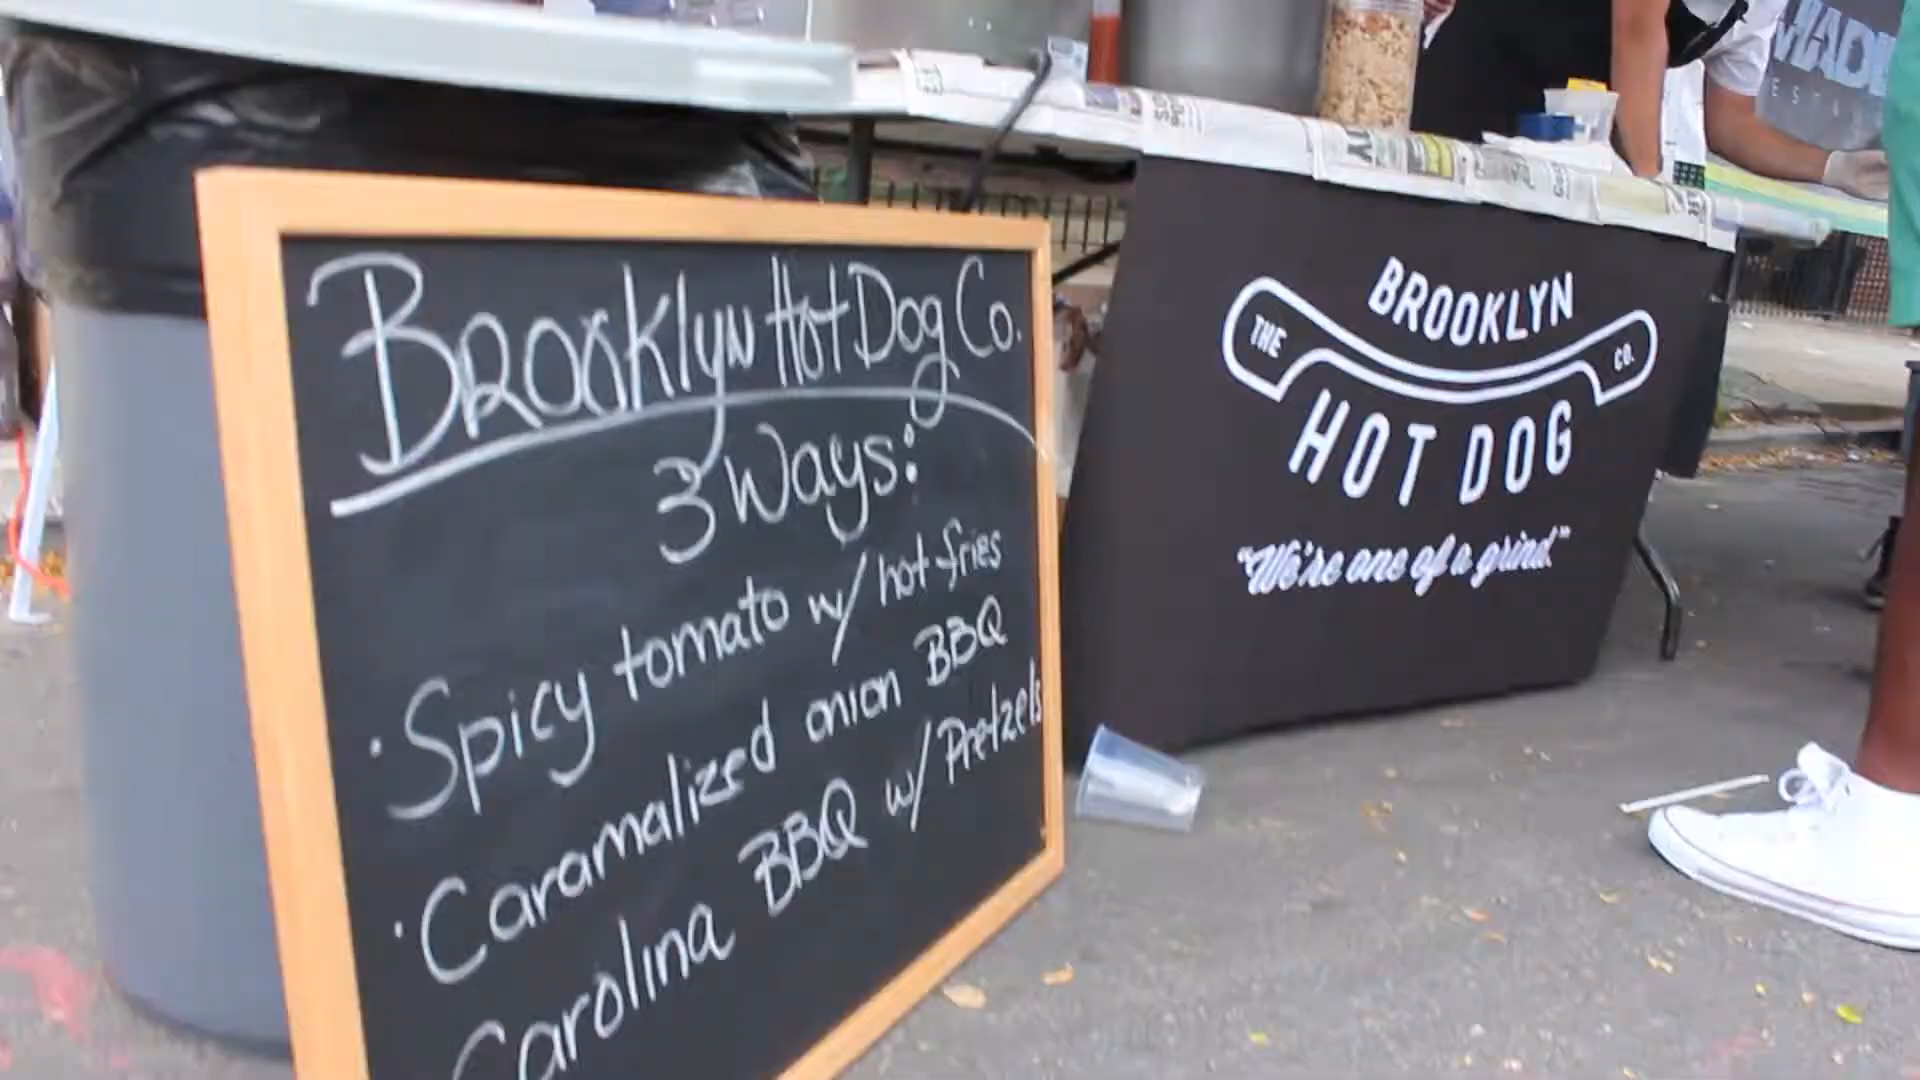 Brooklyn Hot Dog Co.
3 Ways:
· Spicy tomato w/ hot fries
· Caramalized onion BBQ
Carolina BBQ w/ Pretzels
BROOKLYN
THE
CO.
HOT DOG
"We're one of a grind."